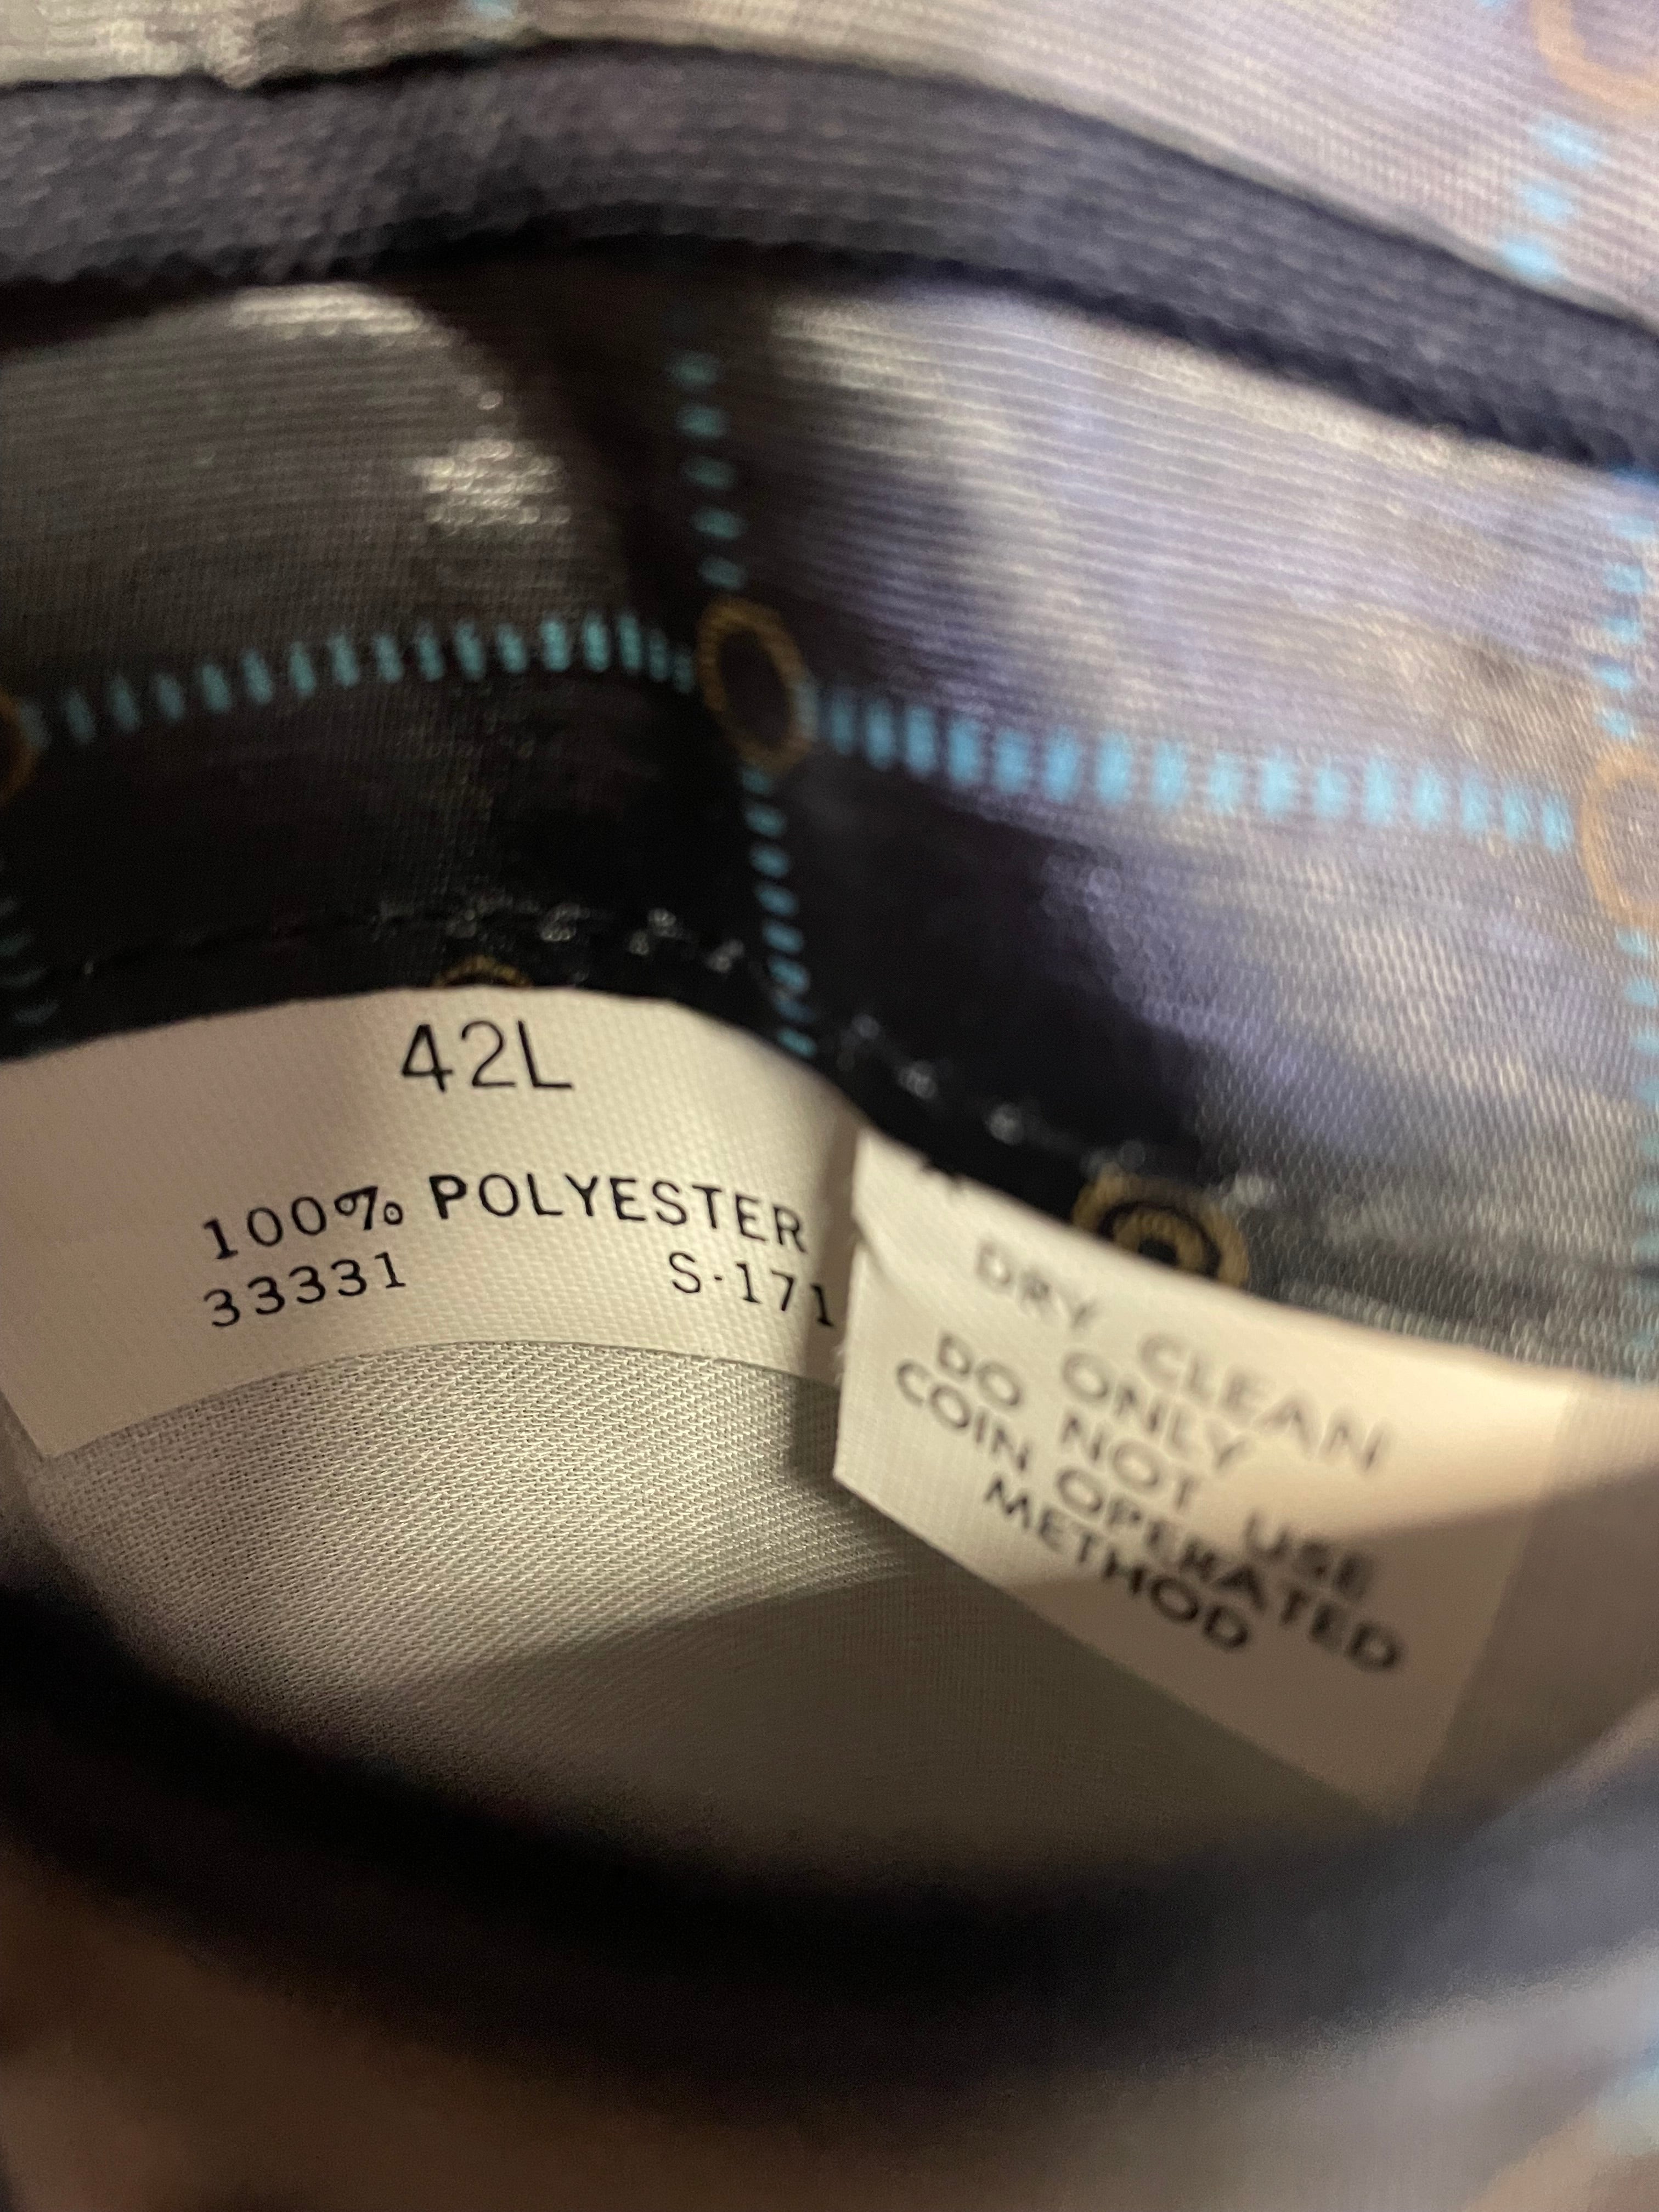 42L
100% POLYESTER
33331 S-171
DRY CLEAN
ONLY
DO NOT USE
COIN OPERATED
METHOD